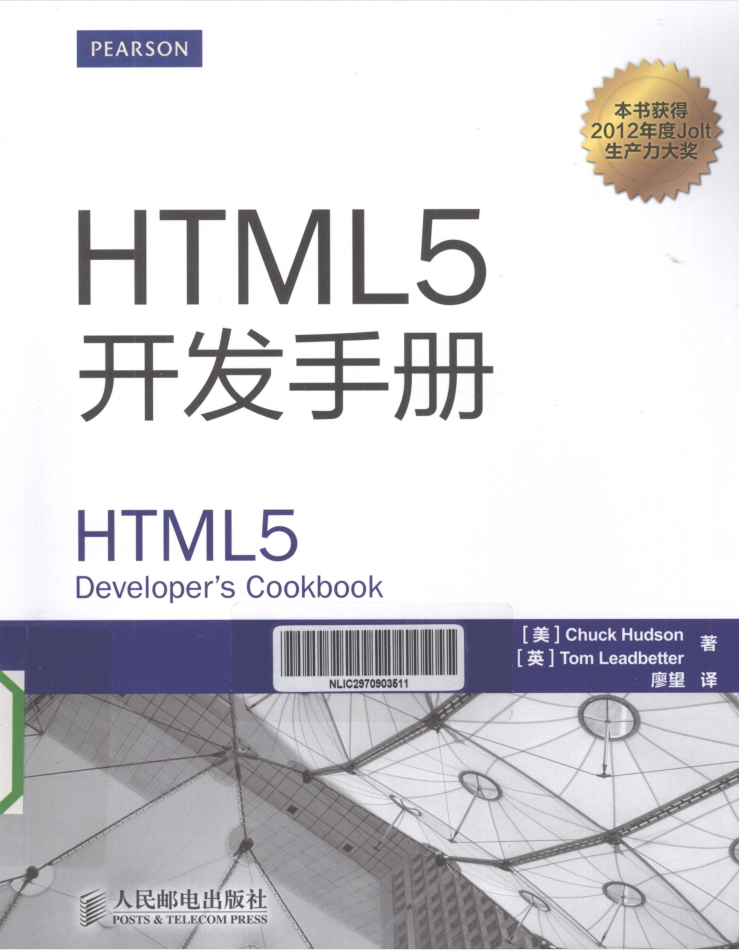 PEARSON
本书获得
2012年度Jolt
生产力大奖
HTML5
开发手册
HTML5
Developer's Cookbook
[美] Chuck Hudson 著
[英] Tom Leadbetter
廖望 译
NLIC2970903511
人民邮电出版社
POSTS & TELECOM PRESS